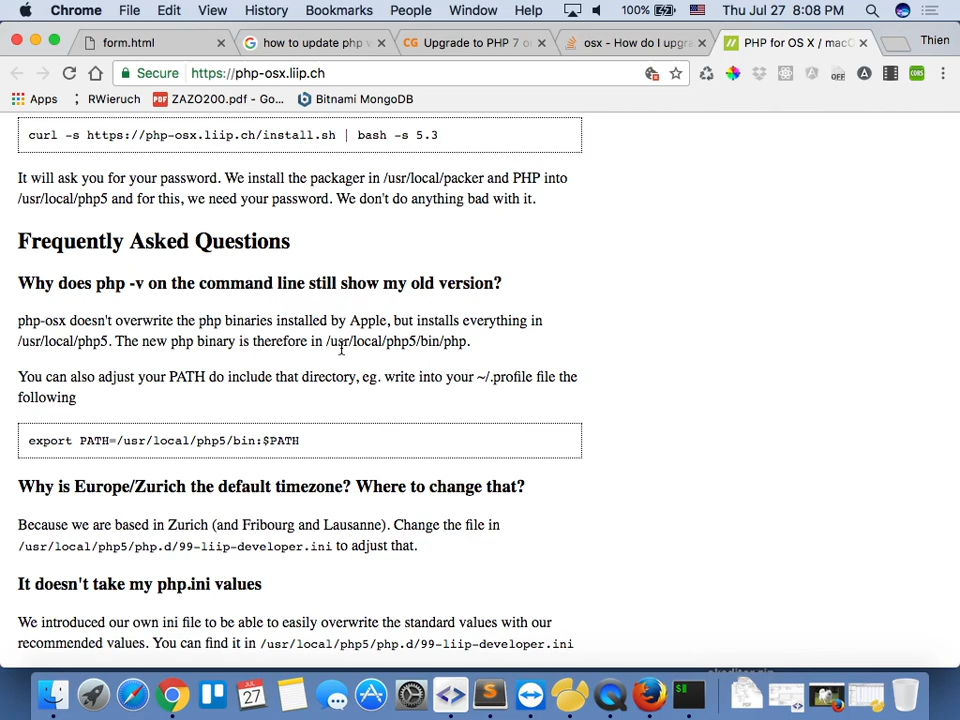 Chrome File Edit View History Bookmarks People Window Help 100% Thu Jul 27 8:08 PM
form.html
how to update php v
CG Upgrade to PHP 7 o
osx - How do I upgra
PHP for OS X / macO
Thien
Secure https://php-osx.liip.ch
OFF
CORS
Apps
RWieruch
PDF ZAZO200.pdf - Go...
Bitnami MongoDB
curl -s https://php-osx.liip.ch/install.sh | bash -s 5.3
It will ask you for your password. We install the packager in /usr/local/packer and PHP into
/usr/local/php5 and for this, we need your password. We don't do anything bad with it.
Frequently Asked Questions
Why does php -v on the command line still show my old version?
php-osx doesn't overwrite the php binaries installed by Apple, but installs everything in
/usr/local/php5. The new php binary is therefore in /usr/local/php5/bin/php.
You can also adjust your PATH do include that directory, eg. write into your ~/.profile file the
following
export PATH=/usr/local/php5/bin:$PATH
Why is Europe/Zurich the default timezone? Where to change that?
Because we are based in Zurich (and Fribourg and Lausanne). Change the file in
/usr/local/php5/php.d/99-liip-developer.ini to adjust that.
It doesn't take my php.ini values
We introduced our own ini file to be able to easily overwrite the standard values with our
recommended values. You can find it in /usr/local/php5/php.d/99-liip-developer.ini
JUL
27
PDF